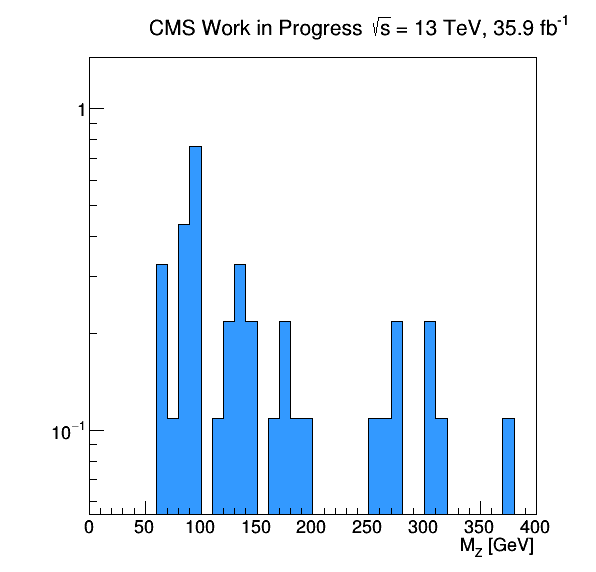 CMS Work in Progress √s = 13 TeV, 35.9 fb⁻¹
1
10⁻¹
0 50 100 150 200 250 300 350 400
M_Z [GeV]